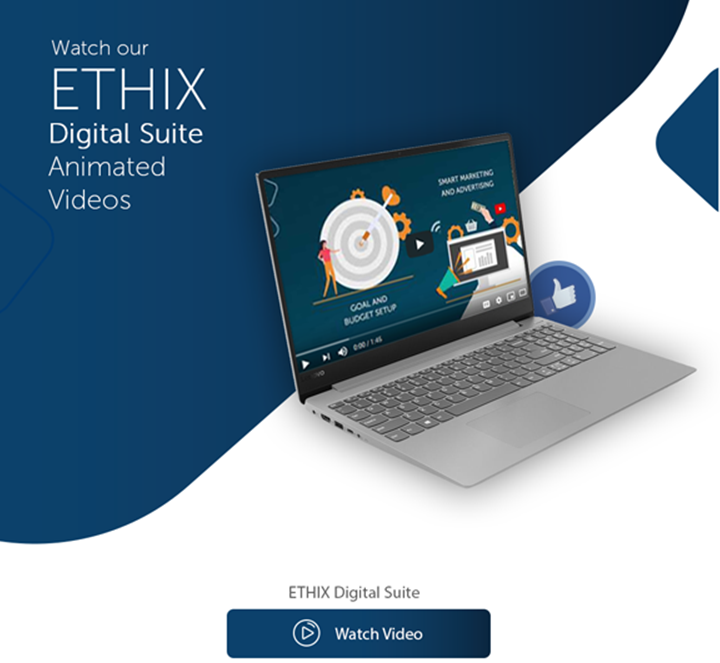 Watch our
ETHIX
Digital Suite
Animated
Videos
SMART MARKETING
AND ADVERTISING
GOAL AND
BUDGET SETUP
0:00 / 1:45
ETHIX Digital Suite
Watch Video